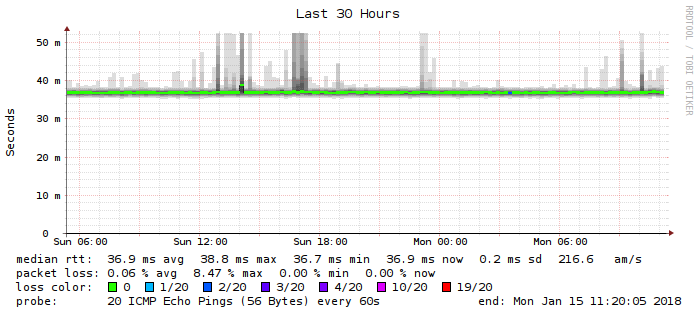 Last 30 Hours
RRDTOOL / TOBI OETIKER
Seconds
50 m
40 m
30 m
20 m
10 m
0
Sun 06:00 Sun 12:00 Sun 18:00 Mon 00:00 Mon 06:00
median rtt: 36.9 ms avg 38.8 ms max 36.7 ms min 36.9 ms now 0.2 ms sd 216.6 am/s
packet loss: 0.06 % avg 8.47 % max 0.00 % min 0.00 % now
loss color: 0 1/20 2/20 3/20 4/20 10/20 19/20
probe: 20 ICMP Echo Pings (56 Bytes) every 60s end: Mon Jan 15 11:20:05 2018